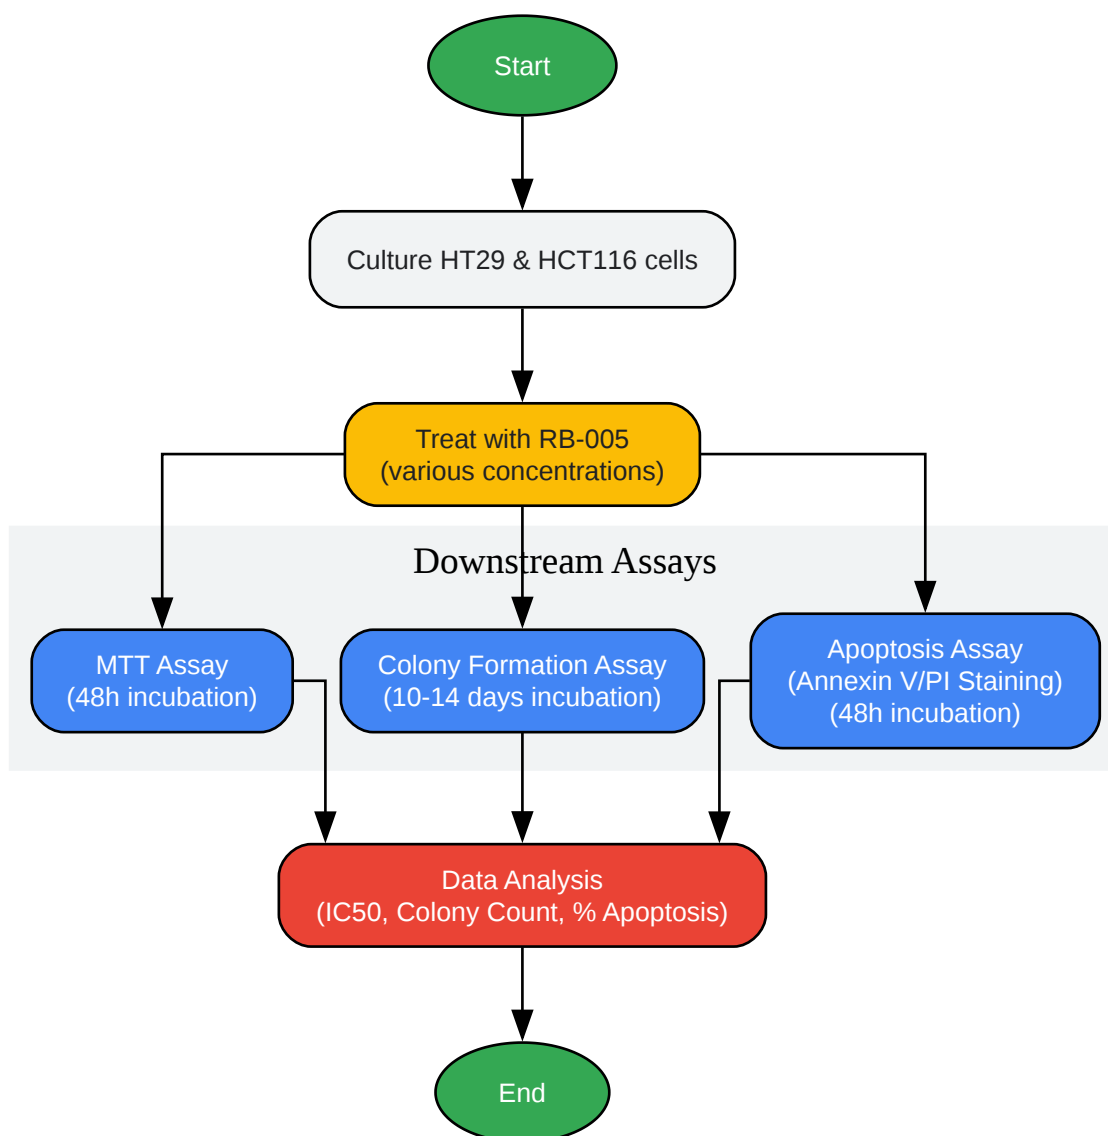 Start
Culture HT29 & HCT116 cells
Treat with RB-005
(various concentrations)
Downstream Assays
MTT Assay
(48h incubation)
Colony Formation Assay
(10-14 days incubation)
Apoptosis Assay
(Annexin V/PI Staining)
(48h incubation)
Data Analysis
(IC50, Colony Count, % Apoptosis)
End